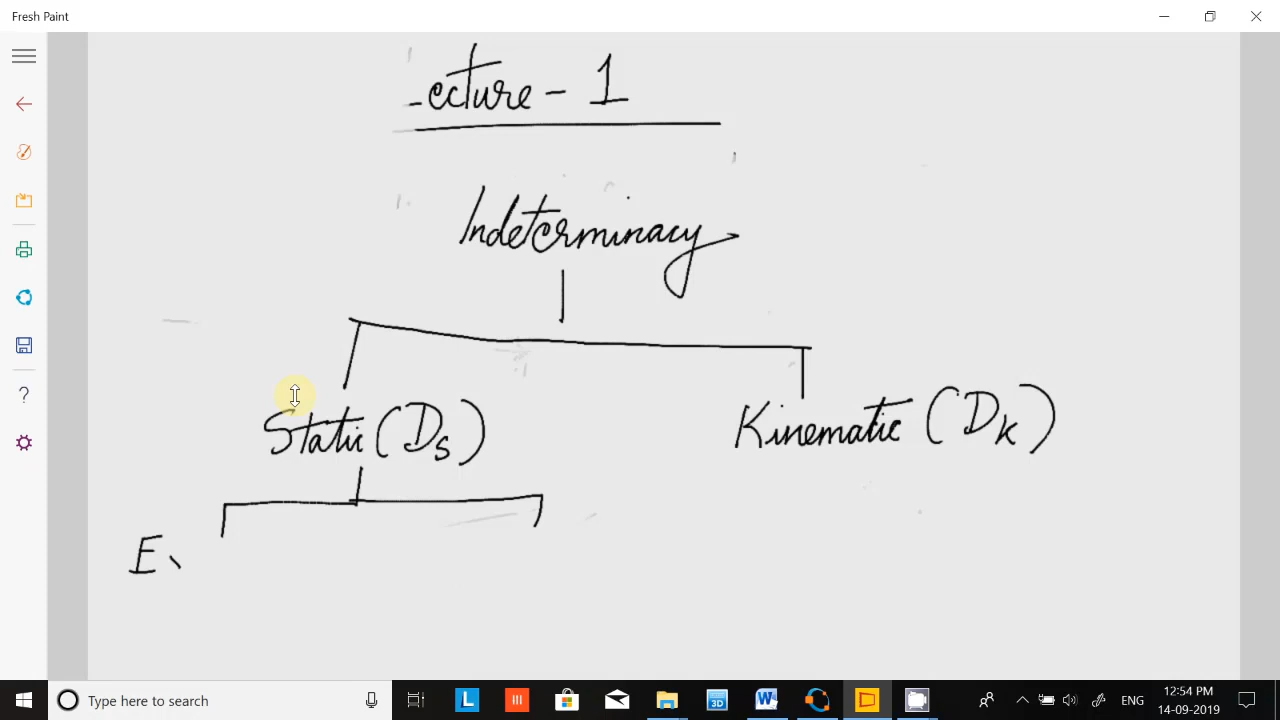 Fresh Paint
ecture - 1
Indeterminacy
Static (Ds)
Kinematic (DK)
E
Type here to search
L
3D
W
ENG
12:54 PM
14-09-2019